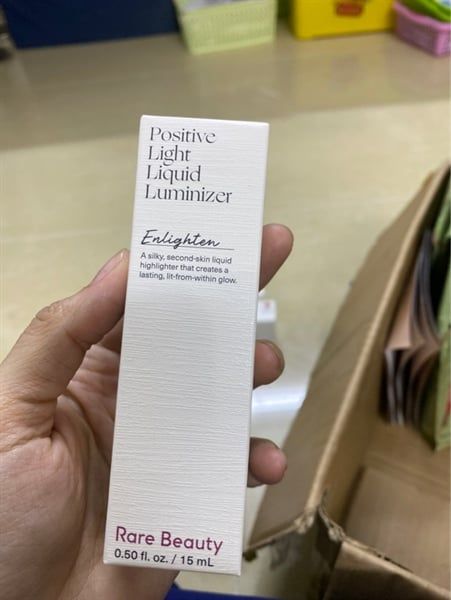 Positive
Light
Liquid
Luminizer
Enlighten
A silky, second-skin liquid
highlighter that creates a
lasting, lit-from-within glow.
Rare Beauty
0.50 fl. oz. / 15 mL